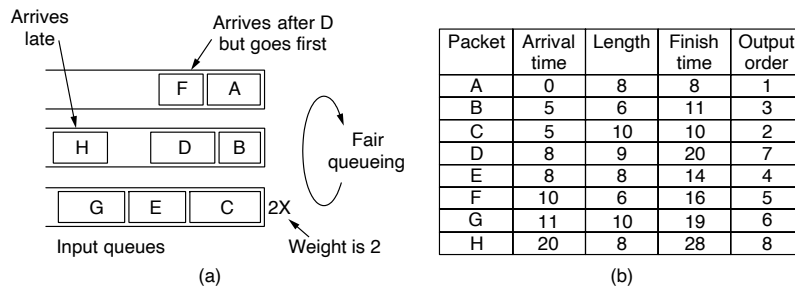 Arrives late
Arrives after D
but goes first
F A
H D B
Fair
queueing
G E C 2X
Input queues
Weight is 2
(a)
Packet Arrival time Length Finish time Output order
A 0 8 8 1
B 5 6 11 3
C 5 10 10 2
D 8 9 20 7
E 8 8 14 4
F 10 6 16 5
G 11 10 19 6
H 20 8 28 8
(b)